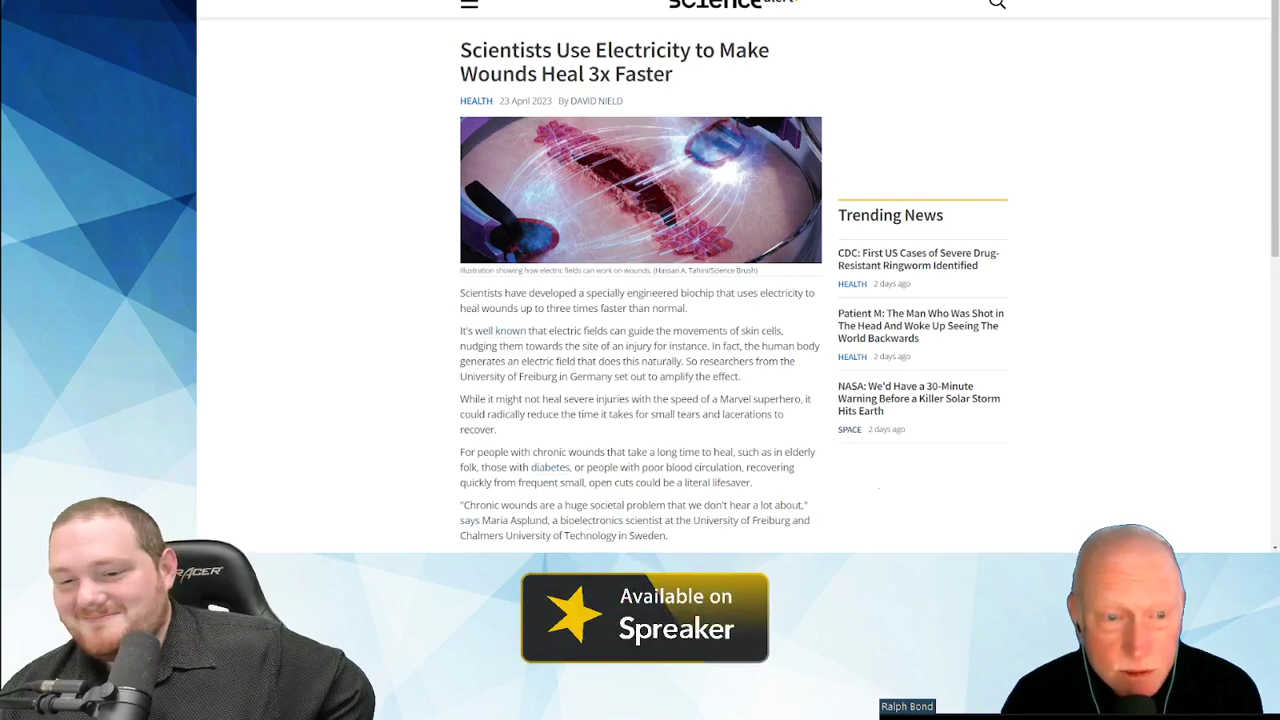 science alert
Scientists Use Electricity to Make
Wounds Heal 3x Faster
HEALTH 23 April 2023 By DAVID NIELD
Illustration showing how electric fields can work on wounds. (Hassan A. Tahini/Science Brush)
Scientists have developed a specially engineered biochip that uses electricity to
heal wounds up to three times faster than normal.
It's well known that electric fields can guide the movements of skin cells,
nudging them towards the site of an injury for instance. In fact, the human body
generates an electric field that does this naturally. So researchers from the
University of Freiburg in Germany set out to amplify the effect.
While it might not heal severe injuries with the speed of a Marvel superhero, it
could radically reduce the time it takes for small tears and lacerations to
recover.
For people with chronic wounds that take a long time to heal, such as in elderly
folk, those with diabetes, or people with poor blood circulation, recovering
quickly from frequent small, open cuts could be a literal lifesaver.
"Chronic wounds are a huge societal problem that we don't hear a lot about,"
says Maria Asplund, a bioelectronics scientist at the University of Freiburg and
Chalmers University of Technology in Sweden.
Trending News
CDC: First US Cases of Severe Drug-
Resistant Ringworm Identified
HEALTH 2 days ago
Patient M: The Man Who Was Shot in
The Head And Woke Up Seeing The
World Backwards
HEALTH 2 days ago
NASA: We'd Have a 30-Minute
Warning Before a Killer Solar Storm
Hits Earth
SPACE 2 days ago
RACER
Available on
Spreaker
Ralph Bond